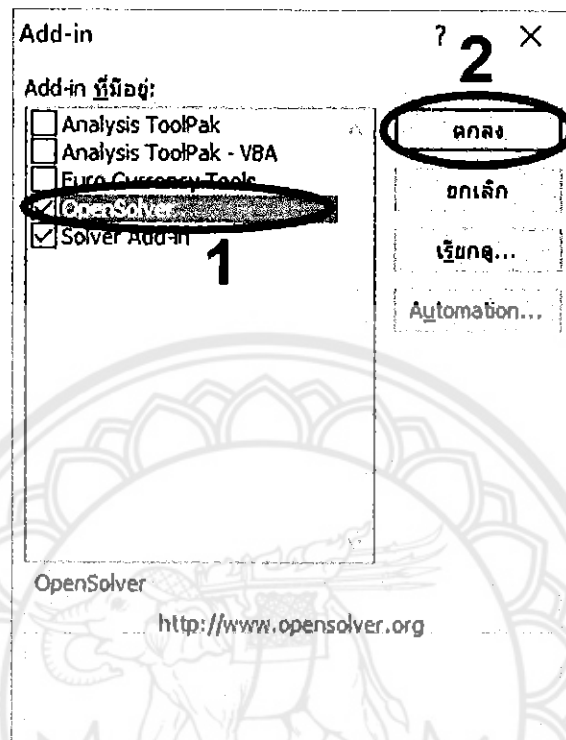 Add-in ? ×
2
Add-in ที่มีอยู่:
Analysis ToolPak
Analysis ToolPak - VBA
Euro Currency Tools
OpenSolver
Solver Add-in
1
ตกลง
ยกเลิก
เรียกดู...
Automation...
OpenSolver
http://www.opensolver.org